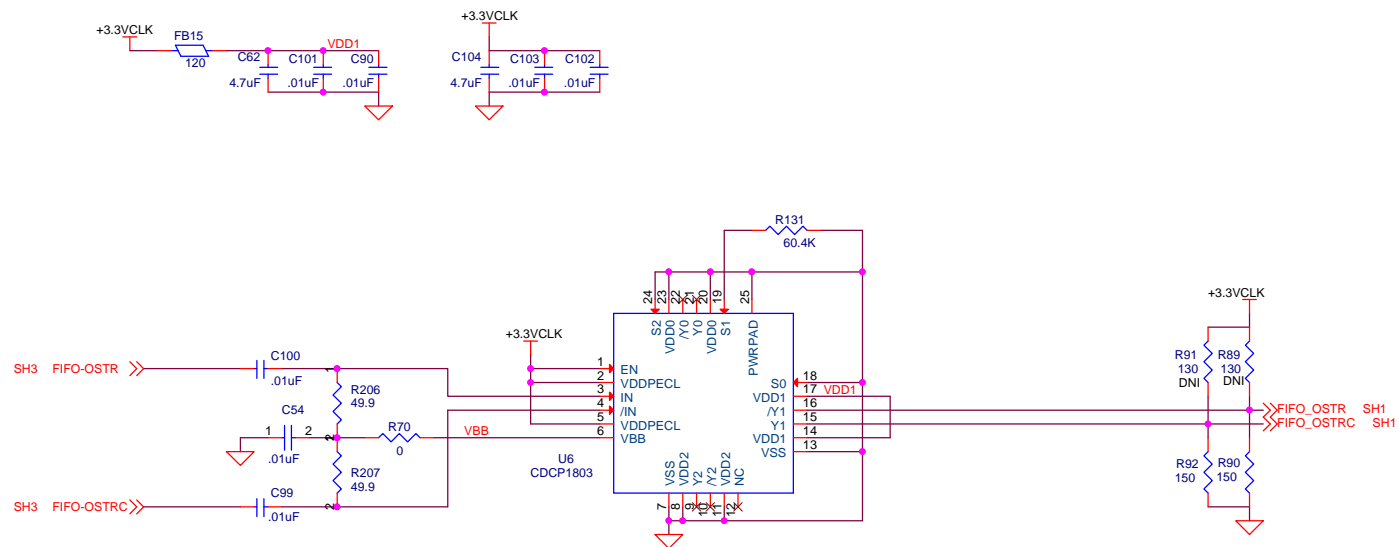 +3.3VCLK
+3.3VCLK
FB15
120
VDD1
C62
4.7uF
C101
.01uF
C90
.01uF
C104
4.7uF
C103
.01uF
C102
.01uF
R131
60.4K
24
23
22
21
20
19
25
S2
VDD0
/Y0
Y0
VDD0
S1
PWRPAD
+3.3VCLK
+3.3VCLK
SH3 FIFO-OSTR
C100
.01uF
1
R206
49.9
C54
1
2
.01uF
2
R70
0
VBB
R207
49.9
2
SH3 FIFO-OSTRC
C99
.01uF
1 EN
2 VDDPECL
3 IN
4 /IN
5 VDDPECL
6 VBB
U6
CDCP1803
S0 18
VDD1 17
VDD1
/Y1 16
Y1 15
VDD1 14
VSS 13
VSS
VDD2
Y2
/Y2
VDD2
NC
7
8
9
10
11
12
R91
130
DNI
R89
130
DNI
FIFO_OSTR SH1
FIFO_OSTRC SH1
R92
150
R90
150